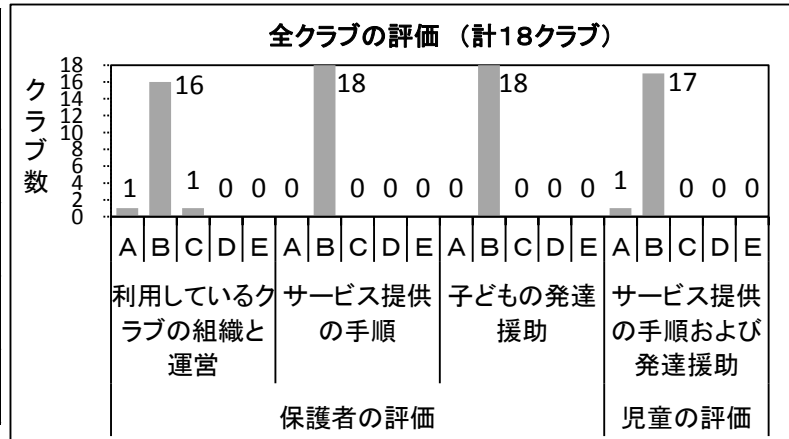 全クラブの評価 （計１８クラブ）
クラブ数
18
16
14
12
10
8
6
4
2
0
1 16 1 0 0 0 18 0 0 0 0 18 0 0 0 1 17 0 0 0
A B C D E A B C D E A B C D E A B C D E
利用しているク
ラブの組織と
運営
サービス提供
の手順
子どもの発達
援助
サービス提供
の手順および
発達援助
保護者の評価 児童の評価